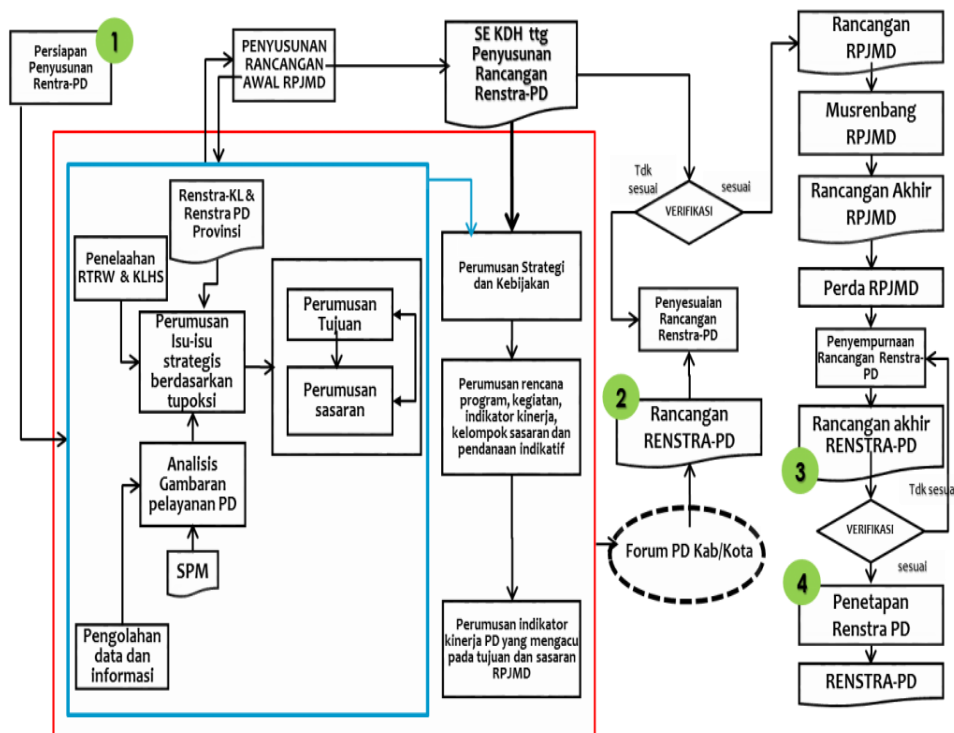 1
Persiapan
Penyusunan
Rentra-PD
PENYUSUNAN
RANCANGAN
AWAL RPJMD
SE KDH ttg
Penyusunan
Rancangan
Renstra-PD
Renstra-KL &
Renstra PD
Provinsi
Penelaahan
RTRW & KLHS
Perumusan
Isu-isu
strategis
berdasarkan
tupoksi
Perumusan
Tujuan
Perumusan
sasaran
Analisis
Gambaran
pelayanan PD
SPM
Pengolahan
data dan
informasi
Perumusan Strategi
dan Kebijakan
Perumusan rencana
program, kegiatan,
indikator kinerja,
kelompok sasaran dan
pendanaan indikatif
Perumusan indikator
kinerja PD yang mengacu
pada tujuan dan sasaran
RPJMD
Tdk
sesuai
sesuai
VERIFIKASI
Penyesuaian
Rancangan
Renstra-PD
2
Rancangan
RENSTRA-PD
Forum PD Kab/Kota
Rancangan
RPJMD
Musrenbang
RPJMD
Rancangan Akhir
RPJMD
Perda RPJMD
Penyempurnaan
Rancangan Renstra-
PD
Rancangan akhir
RENSTRA-PD
3
Tdk sesua
VERIFIKASI
sesuai
4
Penetapan
Renstra PD
RENSTRA-PD